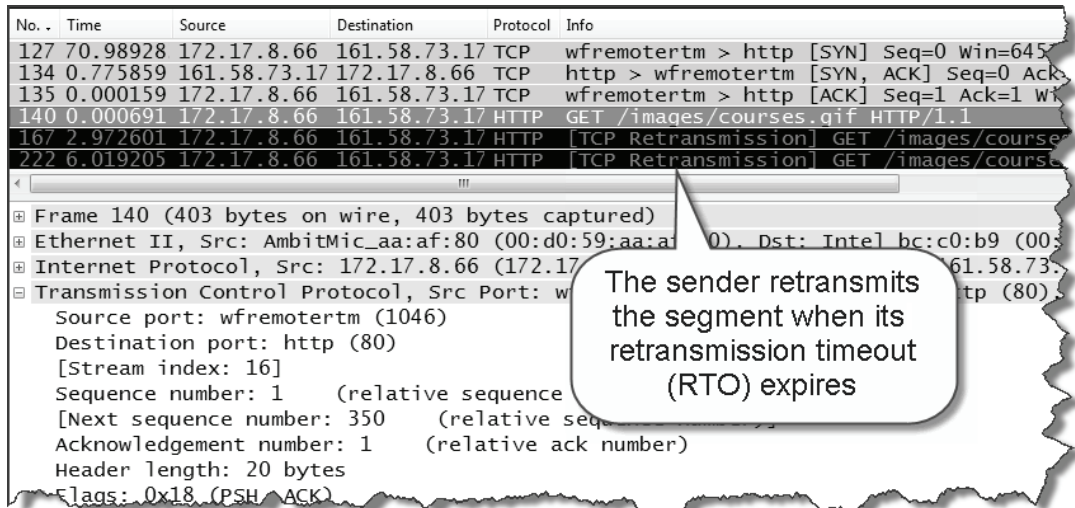 No. . Time Source Destination Protocol Info
127 70.98928 172.17.8.66 161.58.73.17 TCP wfremotertm > http [SYN] Seq=0 Win=645
134 0.775859 161.58.73.17 172.17.8.66 TCP http > wfremotertm [SYN, ACK] Seq=0 Ack
135 0.000159 172.17.8.66 161.58.73.17 TCP wfremotertm > http [ACK] Seq=1 Ack=1 Wi
140 0.000691 172.17.8.66 161.58.73.17 HTTP GET /images/courses.gif HTTP/1.1
167 2.972601 172.17.8.66 161.58.73.17 HTTP [TCP Retransmission] GET /images/courses
222 6.019205 172.17.8.66 161.58.73.17 HTTP [TCP Retransmission] GET /images/course
Frame 140 (403 bytes on wire, 403 bytes captured)
Ethernet II, Src: AmbitMic_aa:af:80 (00:d0:59:aa:a 0), Dst: Intel_bc:c0:b9 (00:
Internet Protocol, Src: 172.17.8.66 (172.17 61.58.73.
Transmission Control Protocol, Src Port: w tp (80),
Source port: wfremotertm (1046)
Destination port: http (80)
[Stream index: 16]
Sequence number: 1 (relative sequence
[Next sequence number: 350 (relative sequence number)]
Acknowledgement number: 1 (relative ack number)
Header length: 20 bytes
Flags: 0x18 (PSH, ACK)
The sender retransmits
the segment when its
retransmission timeout
(RTO) expires